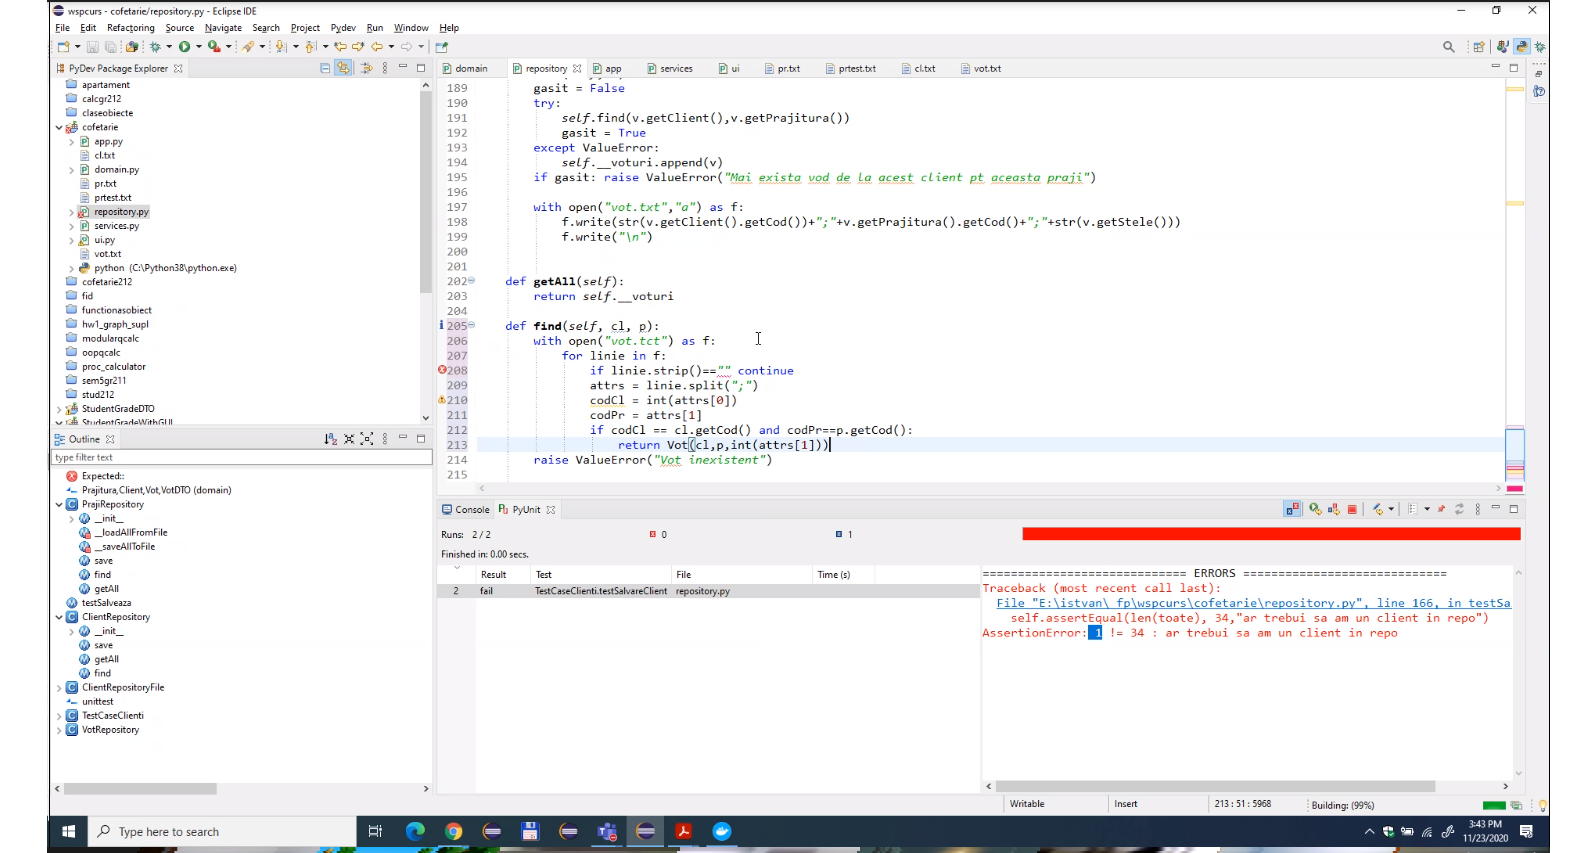 wspcurs - cofetarie/repository.py - Eclipse IDE
File Edit Refactoring Source Navigate Search Project Pydev Run Window Help
PyDev Package Explorer
apartament
calcgr212
claseobiecte
cofetarie
app.py
cl.txt
domain.py
pr.txt
prtest.txt
repository.py
services.py
ui.py
vot.txt
python (C:\Python38\python.exe)
cofetarie212
fid
functionasobiect
hw1_graph_supl
modularqcalc
oopqcalc
proc_calculator
sem5gr211
stud212
StudentGradeDTO
StudentGradeWithGUI
Outline
type filter text
Expected::
Prajitura,Client,Vot,VotDTO (domain)
PrajiRepository
__init__
__loadAllFromFile
__saveAllToFile
save
find
getAll
testSalveaza
ClientRepository
__init__
save
getAll
find
ClientRepositoryFile
unittest
TestCaseClienti
VotRepository
domain repository app services ui pr.txt prtest.txt cl.txt vot.txt
189 gasit = False
190 try:
191 self.find(v.getClient(),v.getPrajitura())
192 gasit = True
193 except ValueError:
194 self.__voturi.append(v)
195 if gasit: raise ValueError("Mai exista vod de la acest client pt aceasta praji")
196
197 with open("vot.txt","a") as f:
198 f.write(str(v.getClient().getCod())+";"+v.getPrajitura().getCod()+";"+str(v.getStele()))
199 f.write("\n")
200
201
202 def getAll(self):
203 return self.__voturi
204
205 def find(self, cl, p):
206 with open("vot.tct") as f:
207 for linie in f:
208 if linie.strip()=="" continue
209 attrs = linie.split(";")
210 codCl = int(attrs[0])
211 codPr = attrs[1]
212 if codCl == cl.getCod() and codPr==p.getCod():
213 return Vot(cl,p,int(attrs[1]))
214 raise ValueError("Vot inexistent")
215
Console PyUnit
Runs: 2 / 2 0 1
Finished in: 0.00 secs.
Result Test File Time (s)
2 fail TestCaseClienti.testSalvareClient repository.py
============================= ERRORS =============================
Traceback (most recent call last):
File "E:\istvan\_fp\wspcurs\cofetarie\repository.py", line 166, in testSa
self.assertEqual(len(toate), 34,"ar trebui sa am un client in repo")
AssertionError: 1 != 34 : ar trebui sa am un client in repo
Writable Insert 213 : 51 : 5968 Building: (99%)
Type here to search
3:43 PM
11/23/2020